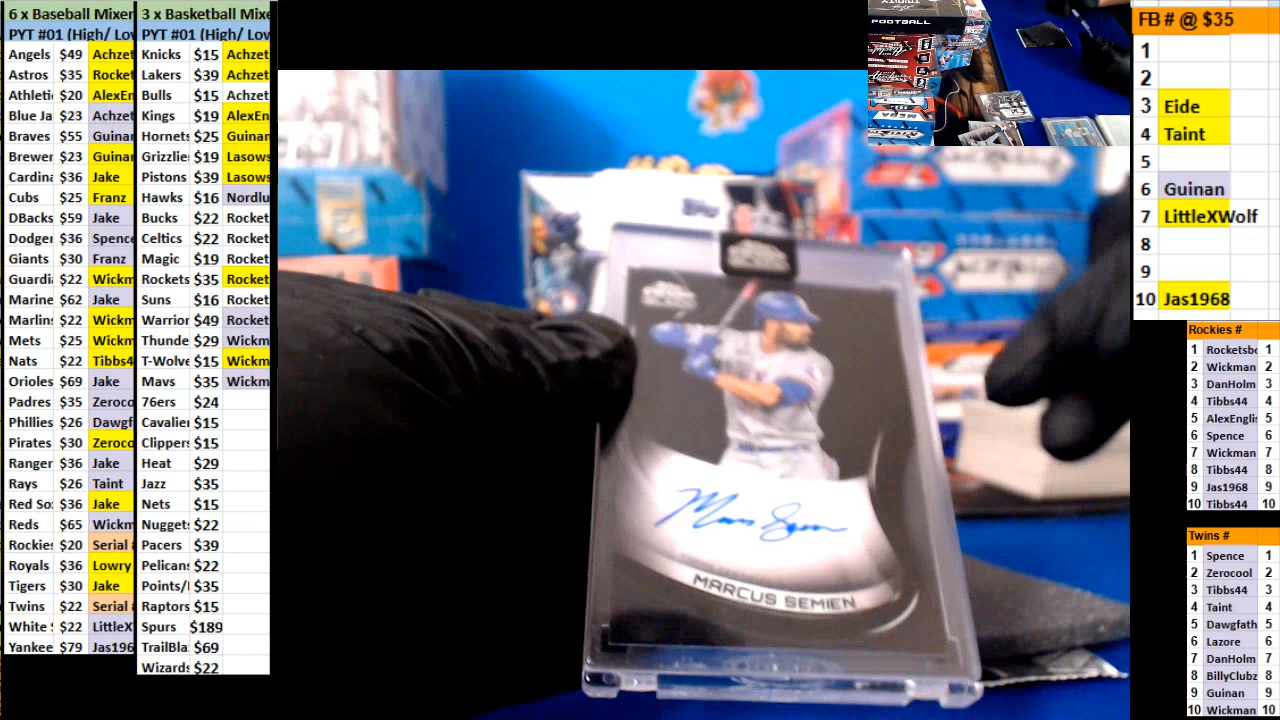 6 x Baseball Mixer
PYT #01 (High/ Lov
Angels $49 Achzet
Astros $35 Rocket
Athleti $20 AlexEn
Blue Ja $23 Achzet
Braves $55 Guinar
Brewer $23 Guinar
Cardina $36 Jake
Cubs $25 Franz
DBacks $59 Jake
Dodger $36 Spence
Giants $30 Franz
Guardi $22 Wickm
Marine $62 Jake
Marlins $22 Wickm
Mets $25 Wickm
Nats $22 Tibbs4
Orioles $69 Jake
Padres $35 Zeroco
Phillies $26 Dawgf
Pirates $30 Zeroco
Ranger $36 Jake
Rays $26 Taint
Red So $36 Jake
Reds $65 Wickm
Rockies $20 Serial
Royals $36 Lowry
Tigers $30 Jake
Twins $22 Serial
White $22 LittleX
Yankee $79 Jas196
3 x Basketball Mixe
PYT #01 (High/ Lov
Knicks $15 Achzet
Lakers $39 Achzet
Bulls $15 Achzet
Kings $19 AlexEn
Hornets $25 Guinar
Grizzlie $19 Lasows
Pistons $39 Lasows
Hawks $16 Nordlu
Bucks $22 Rocket
Celtics $22 Rocket
Magic $19 Rocket
Rockets $35 Rocket
Suns $16 Rocket
Warrior $49 Rocket
Thunde $29 Wickm
T-Wolve $15 Wickm
Mavs $35 Wickm
76ers $24
Cavalie $15
Clippers $15
Heat $29
Jazz $35
Nets $15
Nugget $22
Pacers $39
Pelican $22
Points/ $35
Raptors $15
Spurs $189
TrailBla $69
Wizards $22
FOOTBALL
MARCUS SEMIEN
FB # @ $35
1
2
3 Eide
4 Taint
5
6 Guinan
7 LittleXWolf
8
9
10 Jas1968
Rockies #
1 Rocketsb 1
2 Wickman 2
3 DanHolm 3
4 Tibbs44 4
5 AlexEngli 5
6 Spence 6
7 Wickman 7
8 Tibbs44 8
9 Jas1968 9
10 Tibbs44 10
Twins #
1 Spence 1
2 Zerocool 2
3 Tibbs44 3
4 Taint 4
5 Dawgfath 5
6 Lazore 6
7 DanHolm 7
8 BillyClubz 8
9 Guinan 9
10 Wickman 10